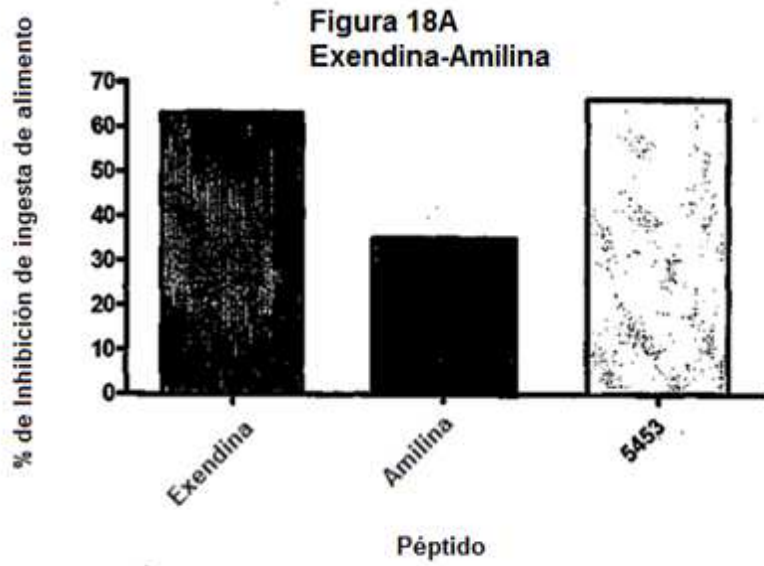 Figura 18A
Exendina-Amilina
% de Inhibición de ingesta de alimento
70
60
50
40
30
20
10
0
Exendina
Amilina
5453
Péptido